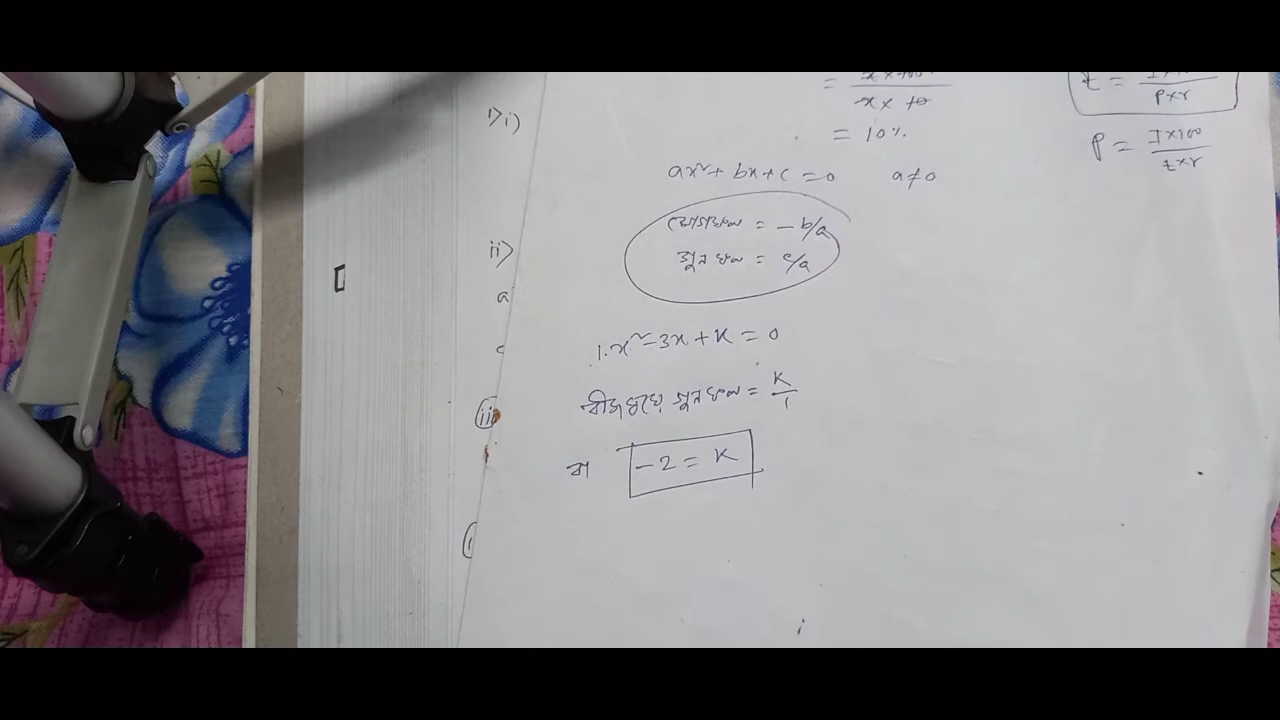 1>i)
= 10%
P = I×100 / t×r
ax² + bx + c = 0 a≠0
যোগফল = - b/a
গুনফল = c/a
ii>
a
c
1.x² - 3x + K = 0
বীজদ্বয়ের গুনফল = K/1
iii
বা -2 = K